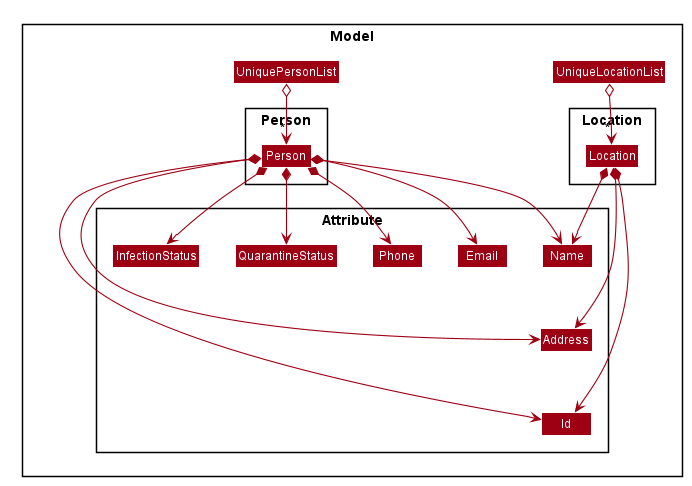 Model
UniquePersonList
UniqueLocationList
Person
Location
*
*
Person
Location
Attribute
InfectionStatus
QuarantineStatus
Phone
Email
Name
Address
Id